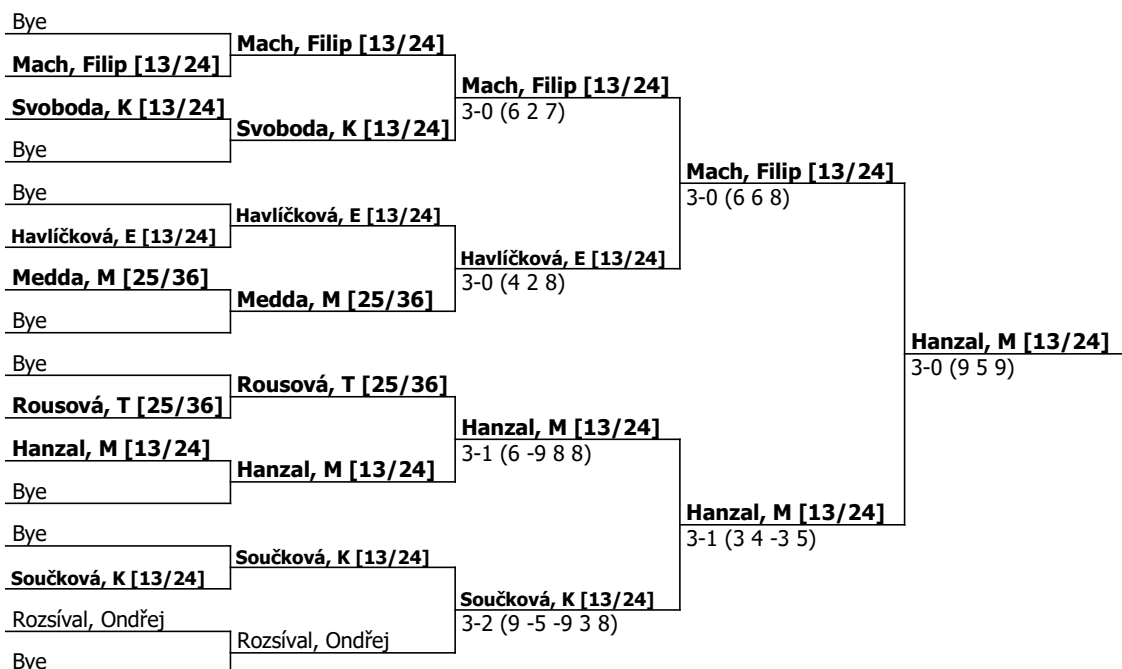 Bye
Mach, Filip [13/24]
Svoboda, K [13/24]
Bye
Bye
Havlíčková, E [13/24]
Medda, M [25/36]
Bye
Bye
Rousová, T [25/36]
Hanzal, M [13/24]
Bye
Bye
Součková, K [13/24]
Rozsíval, Ondřej
Bye
Mach, Filip [13/24]
Svoboda, K [13/24]
Havlíčková, E [13/24]
Medda, M [25/36]
Rousová, T [25/36]
Hanzal, M [13/24]
Součková, K [13/24]
Rozsíval, Ondřej
Mach, Filip [13/24]
3-0 (6 2 7)
Havlíčková, E [13/24]
3-0 (4 2 8)
Hanzal, M [13/24]
3-1 (6 -9 8 8)
Součková, K [13/24]
3-2 (9 -5 -9 3 8)
Mach, Filip [13/24]
3-0 (6 6 8)
Hanzal, M [13/24]
3-1 (3 4 -3 5)
Hanzal, M [13/24]
3-0 (9 5 9)